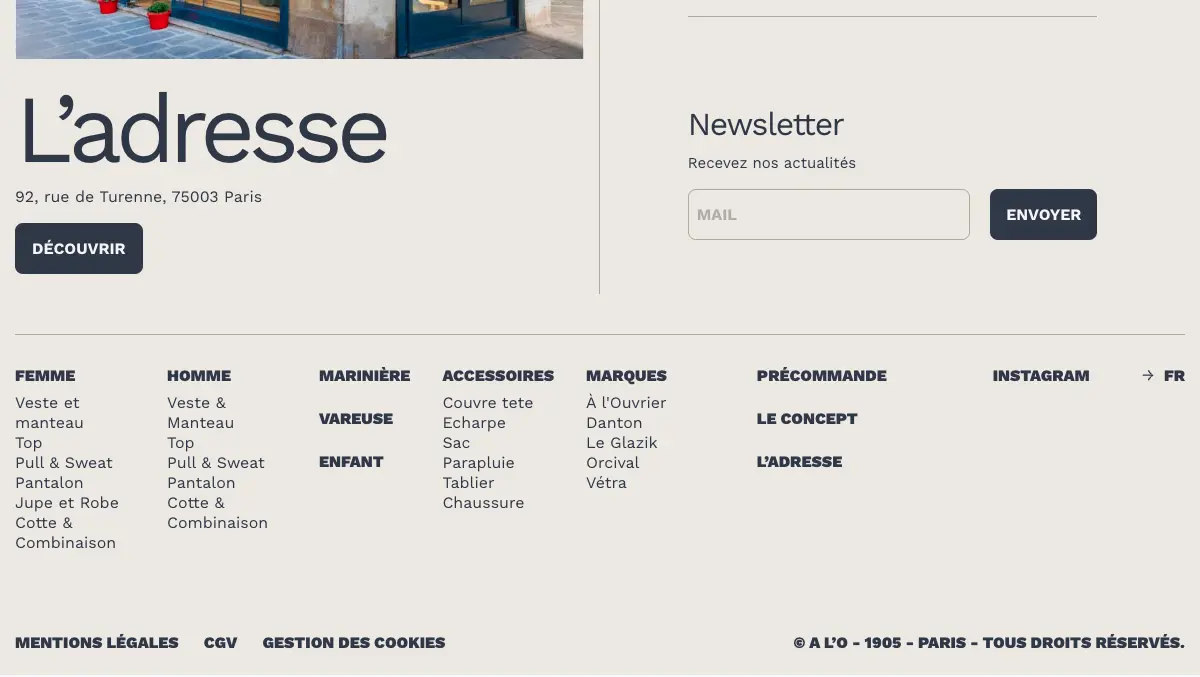 L’adresse
92, rue de Turenne, 75003 Paris
DÉCOUVRIR
Newsletter
Recevez nos actualités
MAIL
ENVOYER
FEMME
Veste et
manteau
Top
Pull & Sweat
Pantalon
Jupe et Robe
Cotte &
Combinaison
HOMME
Veste &
Manteau
Top
Pull & Sweat
Pantalon
Cotte &
Combinaison
MARINIÈRE
VAREUSE
ENFANT
ACCESSOIRES
Couvre tete
Echarpe
Sac
Parapluie
Tablier
Chaussure
MARQUES
À l'Ouvrier
Danton
Le Glazik
Orcival
Vétra
PRÉCOMMANDE
LE CONCEPT
L’ADRESSE
INSTAGRAM
→ FR
MENTIONS LÉGALES
CGV
GESTION DES COOKIES
© A L’O - 1905 - PARIS - TOUS DROITS RÉSERVÉS.